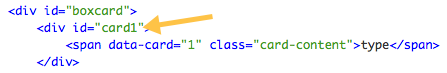 <div id="boxcard">
<div id="card1">
<span data-card="1" class="card-content">type</span>
</div>